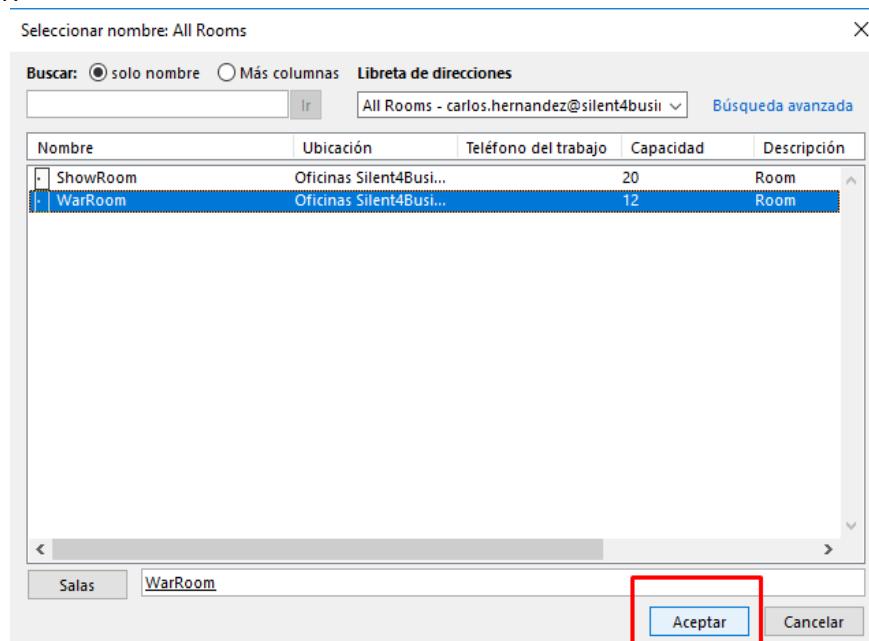 Seleccionar nombre: All Rooms
Buscar: solo nombre Más columnas Libreta de direcciones
Ir All Rooms - carlos.hernandez@silent4busii Búsqueda avanzada
Nombre Ubicación Teléfono del trabajo Capacidad Descripción
ShowRoom Oficinas Silent4Busi... 20 Room
WarRoom Oficinas Silent4Busi... 12 Room
Salas WarRoom
Aceptar Cancelar